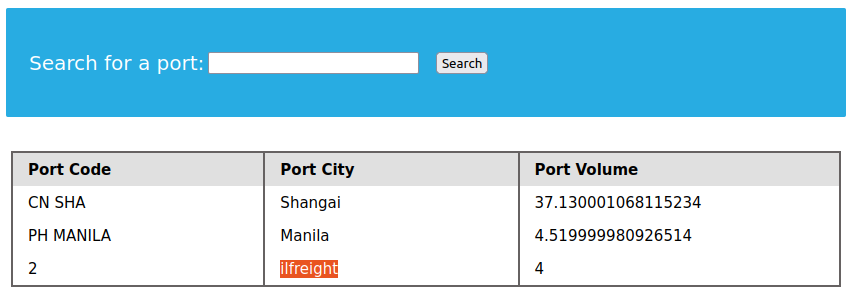 Search for a port: Search
Port Code Port City Port Volume
CN SHA Shangai 37.130001068115234
PH MANILA Manila 4.519999980926514
2 ilfreight 4